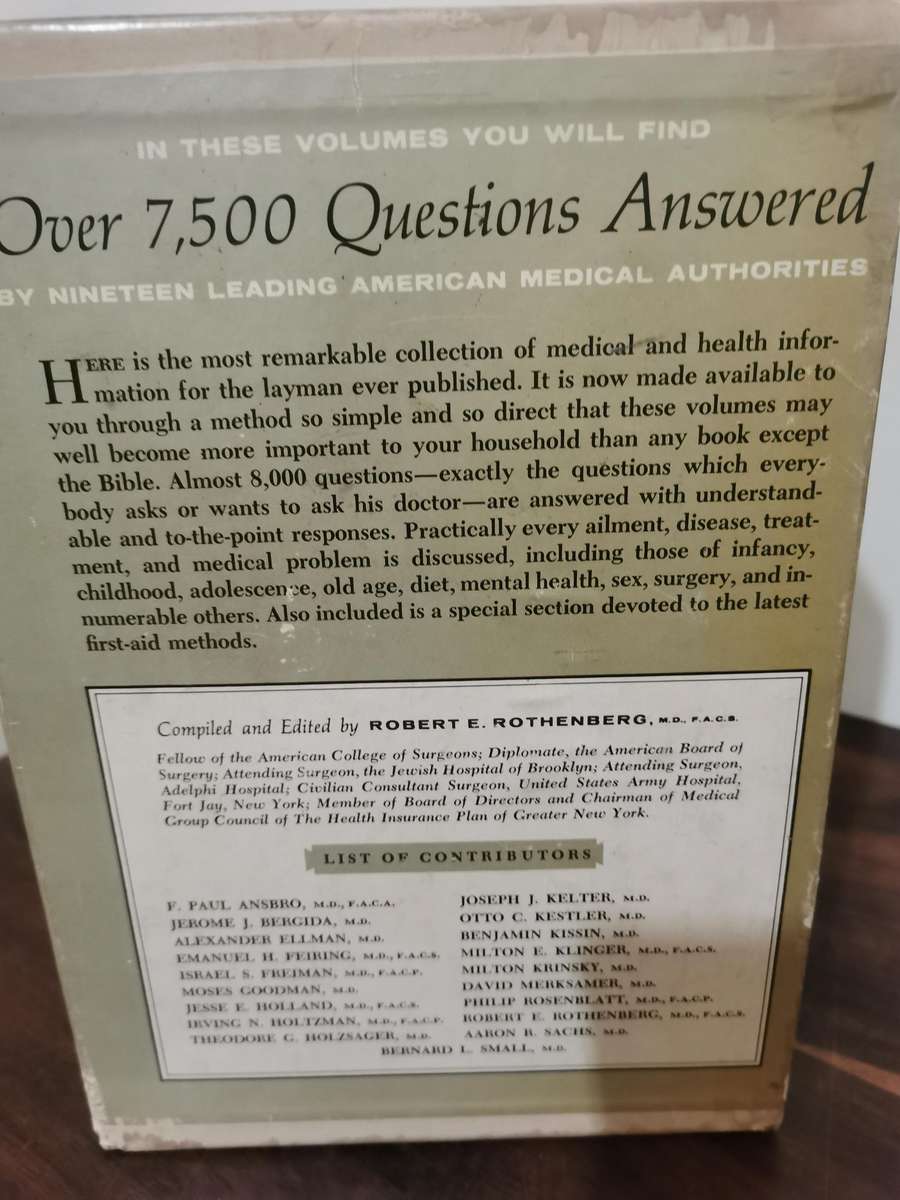 IN THESE VOLUMES YOU WILL FIND
Over 7,500 Questions Answered
BY NINETEEN LEADING AMERICAN MEDICAL AUTHORITIES
HERE is the most remarkable collection of medical and health infor-
mation for the layman ever published. It is now made available to
you through a method so simple and so direct that these volumes may
well become more important to your household than any book except
the Bible. Almost 8,000 questions—exactly the questions which every-
body asks or wants to ask his doctor—are answered with understand-
able and to-the-point responses. Practically every ailment, disease, treat-
ment, and medical problem is discussed, including those of infancy,
childhood, adolescence, old age, diet, mental health, sex, surgery, and in-
numerable others. Also included is a special section devoted to the latest
first-aid methods.
Compiled and Edited by ROBERT E. ROTHENBERG, M.D., F.A.C.S.
Fellow of the American College of Surgeons; Diplomate, the American Board of
Surgery; Attending Surgeon, the Jewish Hospital of Brooklyn; Attending Surgeon,
Adelphi Hospital; Civilian Consultant Surgeon, United States Army Hospital,
Fort Jay, New York; Member of Board of Directors and Chairman of Medical
Group Council of The Health Insurance Plan of Greater New York.
LIST OF CONTRIBUTORS
F. PAUL ANSBRO, M.D., F.A.C.A.
JEROME J. BERGIDA, M.D.
ALEXANDER ELLMAN, M.D.
EMANUEL H. FEIRING, M.D., F.A.C.S.
ISRAEL S. FREIMAN, M.D., F.A.C.P.
MOSES GOODMAN, M.D.
JESSE E. HOLLAND, M.D., F.A.C.S.
IRVING N. HOLTZMAN, M.D., F.A.C.P.
THEODORE G. HOLZSAGER, M.D.
JOSEPH J. KELTER, M.D.
OTTO C. KESTLER, M.D.
BENJAMIN KISSIN, M.D.
MILTON E. KLINGER, M.D., F.A.C.S.
MILTON KRINSKY, M.D.
DAVID MERKSAMER, M.D.
PHILIP ROSENBLATT, M.D., F.A.C.P.
ROBERT E. ROTHENBERG, M.D., F.A.C.S.
AARON R. SACHS, M.D.
BERNARD L. SMALL, M.D.